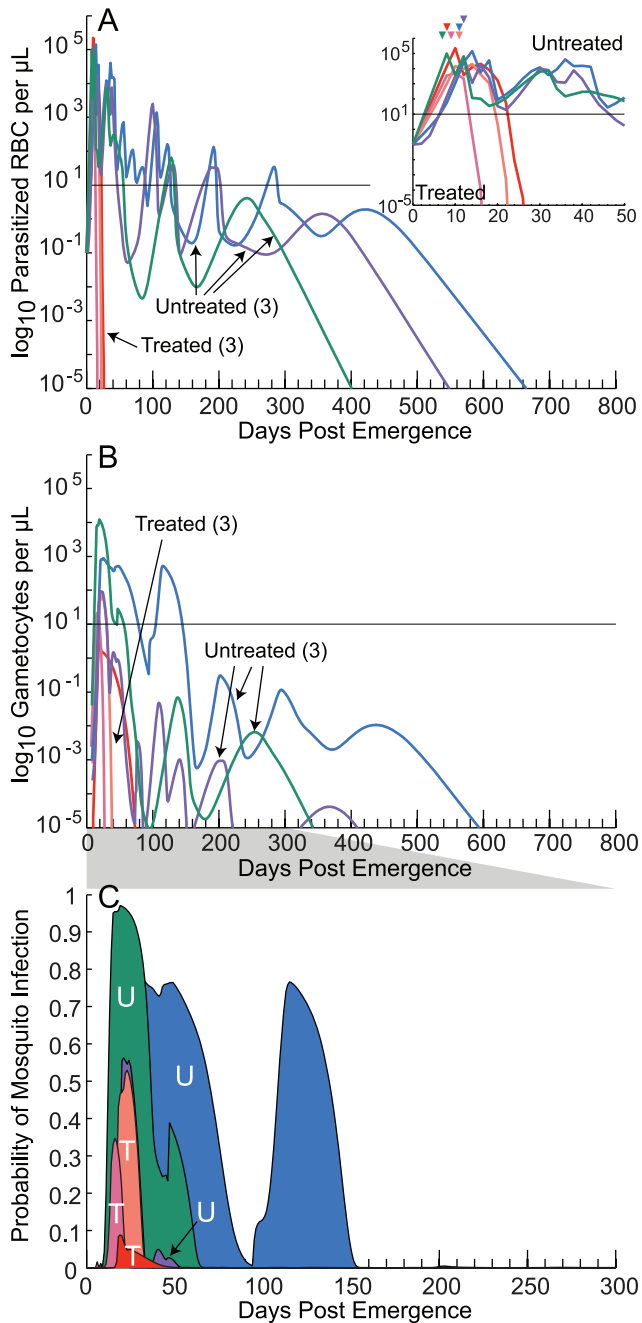 A
log10 Parasitized RBC per µL
10^5
10^3
10^1
10^-1
10^-3
10^-5
0 100 200 300 400 500 600 700 800
Days Post Emergence
Untreated (3)
Treated (3)
10^5
10^1
10^-5
0 10 20 30 40 50
Untreated
Treated
B
log10 Gametocytes per µL
10^5
10^3
10^1
10^-1
10^-3
10^-5
0 100 200 300 400 500 600 700 800
Days Post Emergence
Treated (3)
Untreated (3)
C
Probability of Mosquito Infection
1
0.9
0.8
0.7
0.6
0.5
0.4
0.3
0.2
0.1
0
0 50 100 150 200 250 300
Days Post Emergence
U
U
T
T
U
T